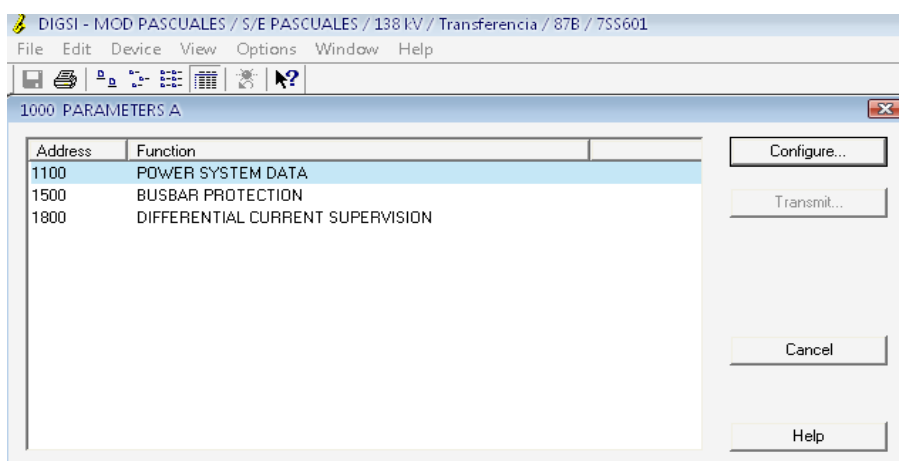 DIGSI - MOD PASCUALES / S/E PASCUALES / 138 kV / Transferencia / 87B / 7SS601
File Edit Device View Options Window Help
1000 PARAMETERS A
Address Function
Configure...
1100 POWER SYSTEM DATA
1500 BUSBAR PROTECTION
Transmit...
1800 DIFFERENTIAL CURRENT SUPERVISION
Cancel
Help